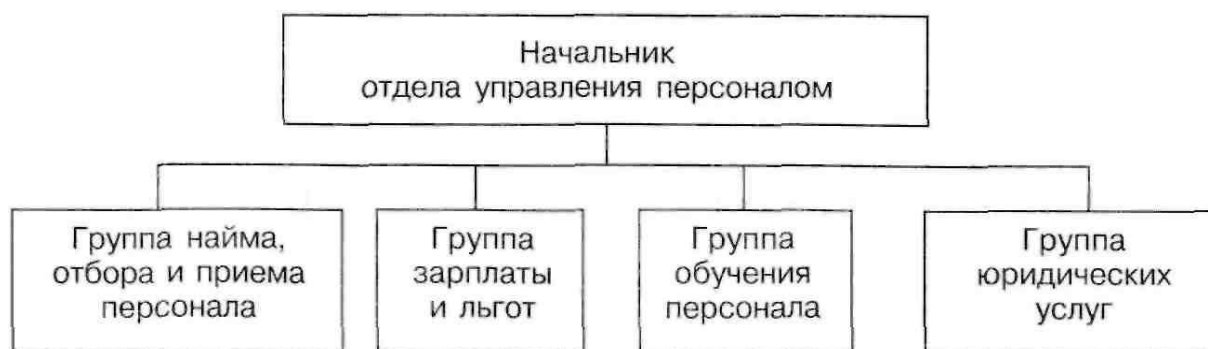 Начальник
отдела управления персоналом
Группа найма,
отбора и приема
персонала
Группа
зарплаты
и льгот
Группа
обучения
персонала
Группа
юридических
услуг